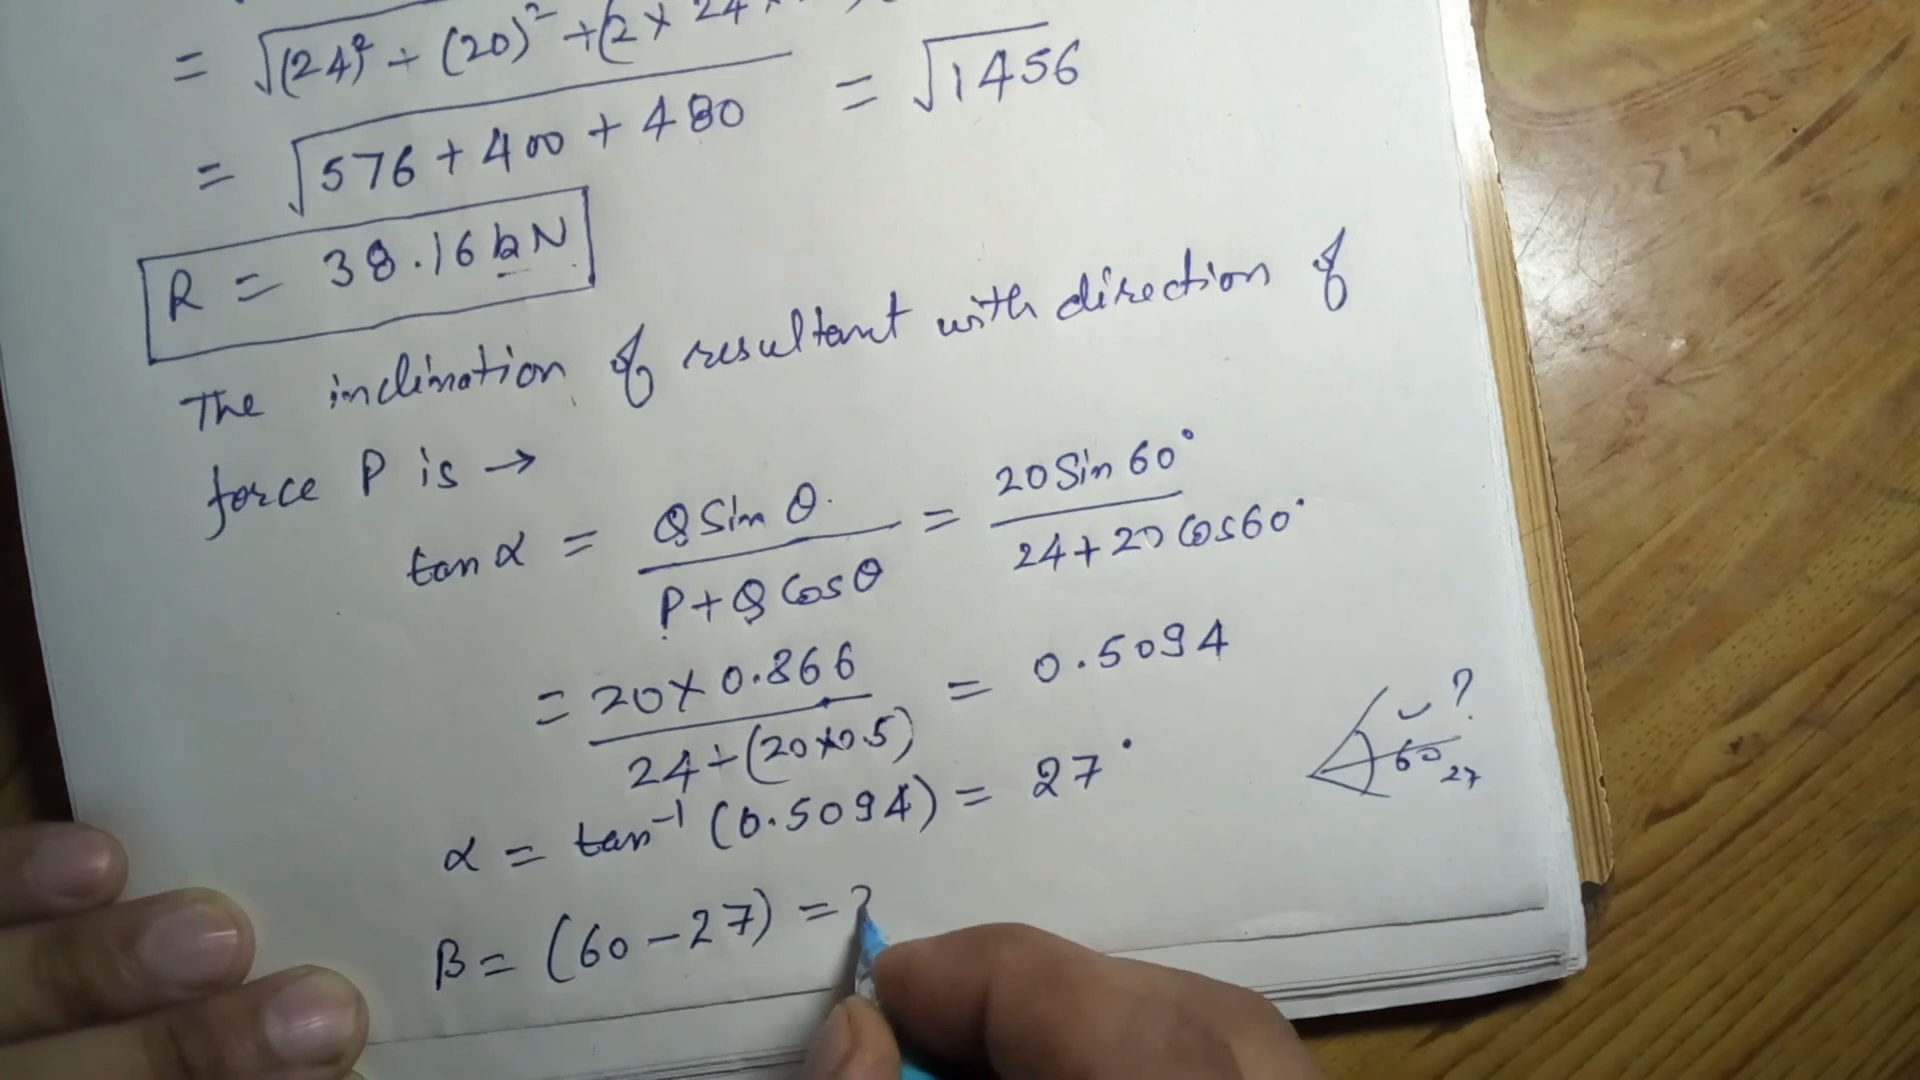 = √(24)² + (20)² + (2 × 24 ×
= √576 + 400 + 480 = √1456
R = 38.16 kN
The inclination of resultant with direction of
force P is →
tan α = Q Sin θ / P + Q Cos θ = 20 Sin 60° / 24 + 20 Cos 60°
= 20 × 0.866 / 24 + (20 × 0.5) = 0.5094
α = tan⁻¹ (0.5094) = 27°
?
60
27
B = (60 - 27) =